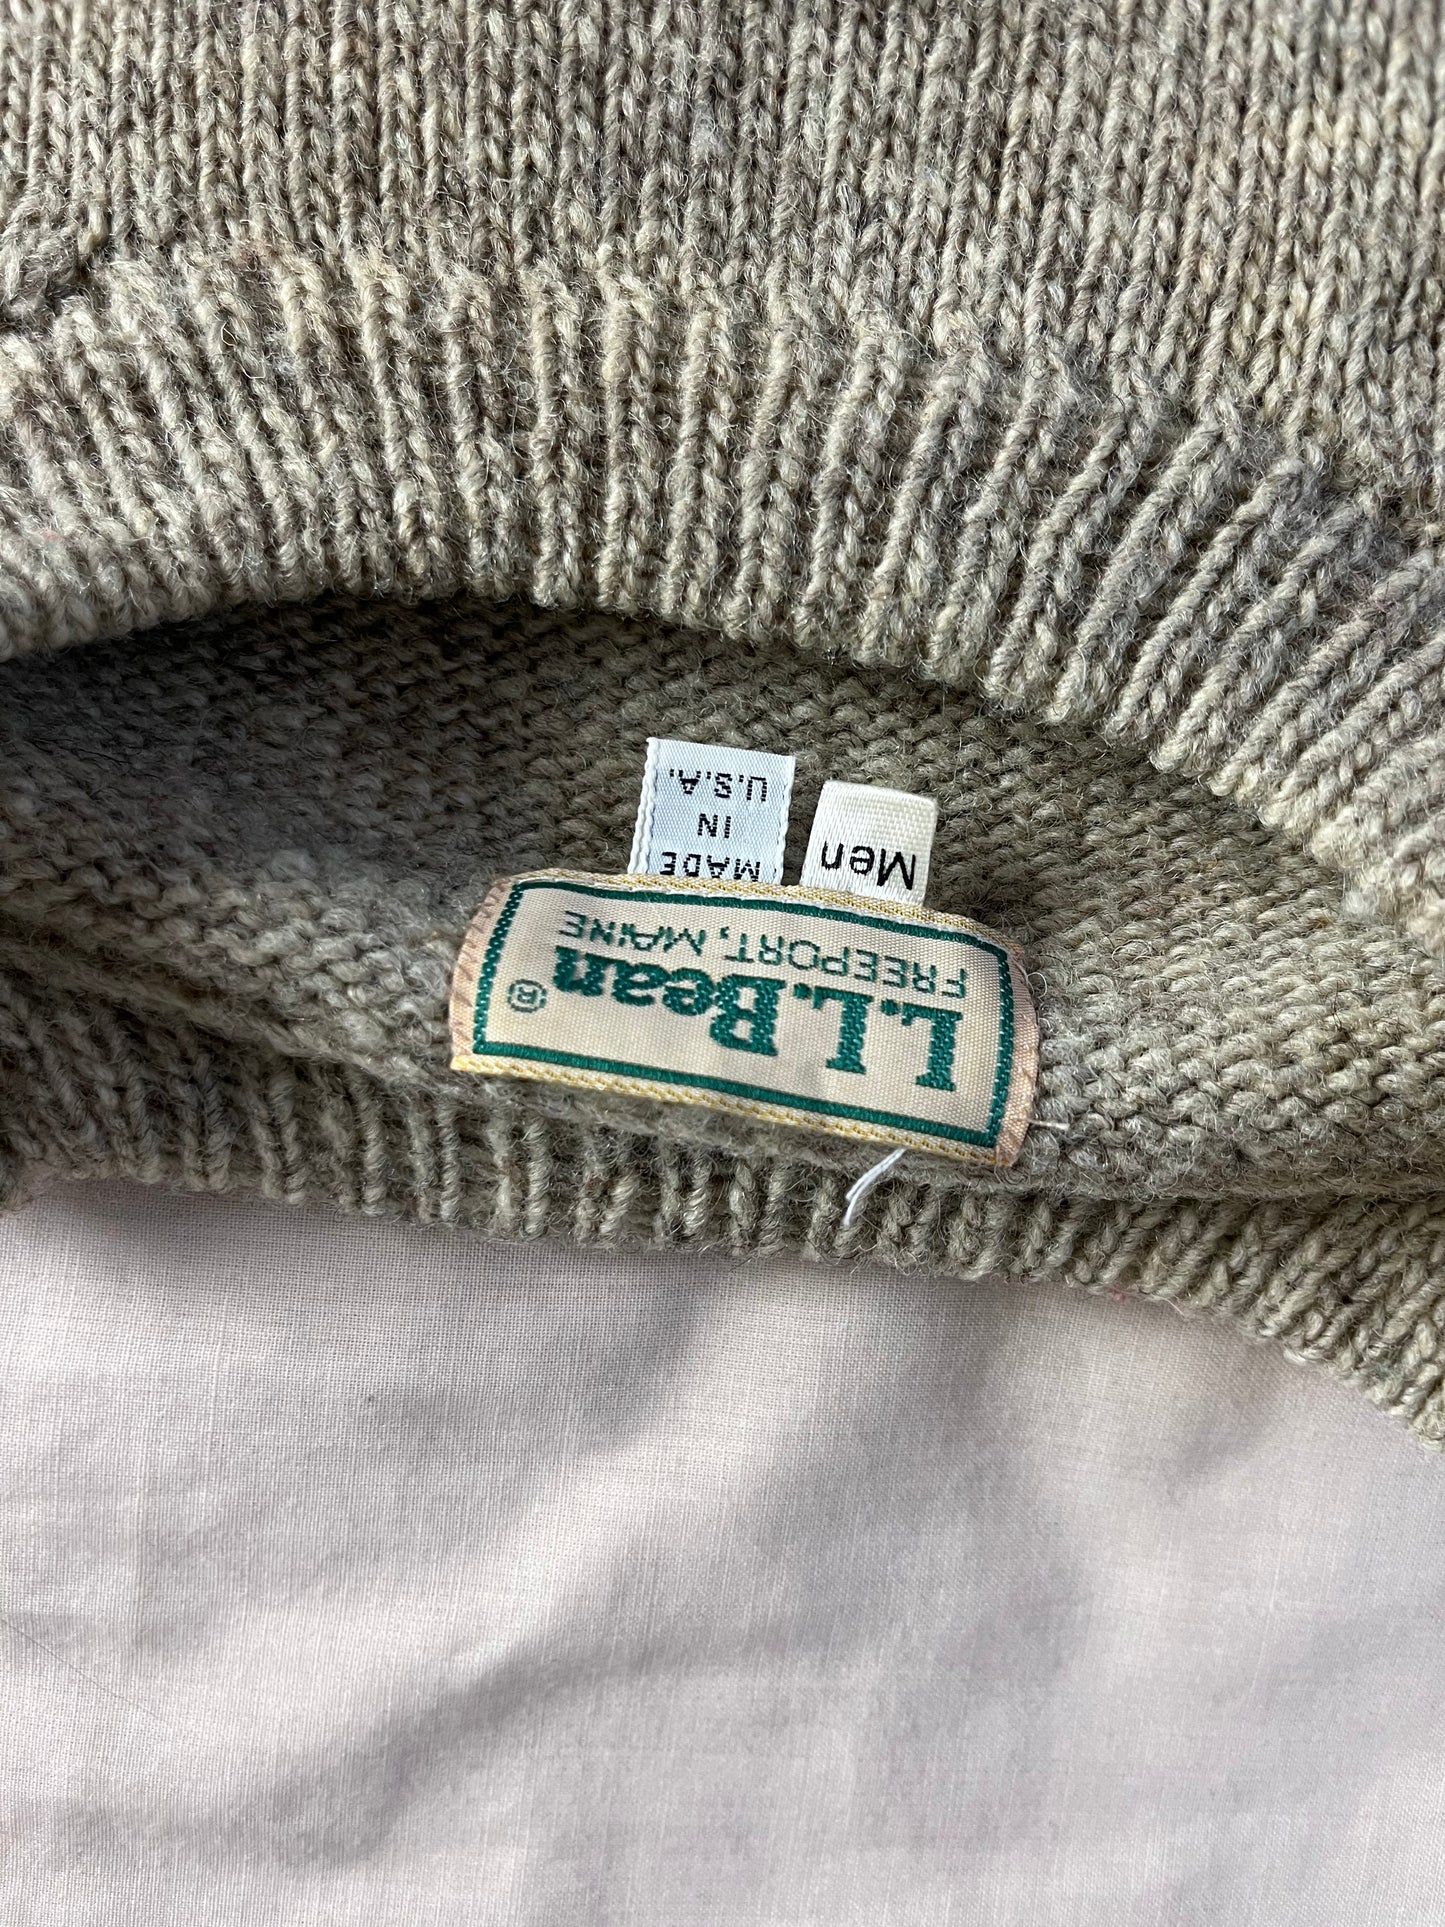 L.L.Bean ®
FREEPORT, MAINE
Men
MADE
IN
U.S.A.